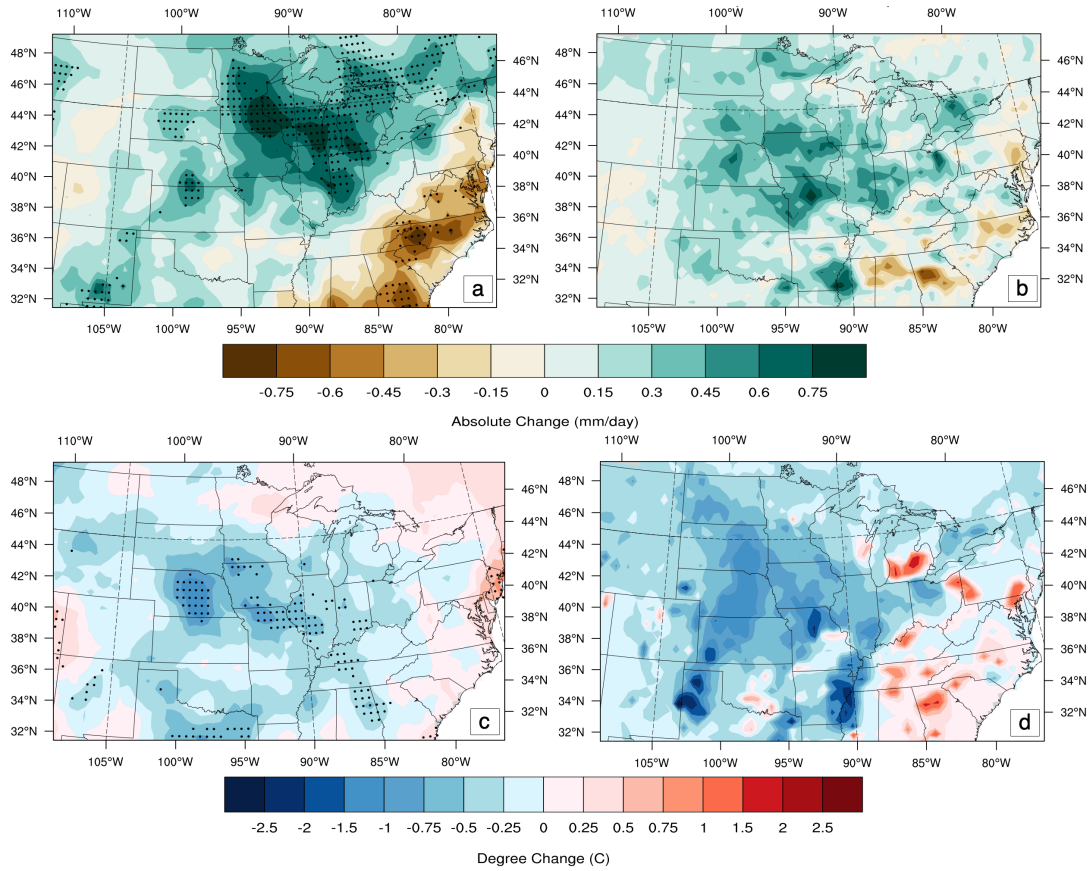 110°W 100°W 90°W 80°W 110°W 100°W 90°W 80°W
48°N 46°N 44°N 42°N 40°N 38°N 36°N 34°N 32°N
46°N 44°N 42°N 40°N 38°N 36°N 34°N 32°N
a
105°W 100°W 95°W 90°W 85°W 80°W
48°N 46°N 44°N 42°N 40°N 38°N 36°N 34°N 32°N
46°N 44°N 42°N 40°N 38°N 36°N 34°N 32°N
b
105°W 100°W 95°W 90°W 85°W 80°W
-0.75 -0.6 -0.45 -0.3 -0.15 0 0.15 0.3 0.45 0.6 0.75
Absolute Change (mm/day)
110°W 100°W 90°W 80°W 110°W 100°W 90°W 80°W
48°N 46°N 44°N 42°N 40°N 38°N 36°N 34°N 32°N
46°N 44°N 42°N 40°N 38°N 36°N 34°N 32°N
c
105°W 100°W 95°W 90°W 85°W 80°W
48°N 46°N 44°N 42°N 40°N 38°N 36°N 34°N 32°N
46°N 44°N 42°N 40°N 38°N 36°N 34°N 32°N
d
105°W 100°W 95°W 90°W 85°W 80°W
-2.5 -2 -1.5 -1 -0.75 -0.5 -0.25 0 0.25 0.5 0.75 1 1.5 2 2.5
Degree Change (C)